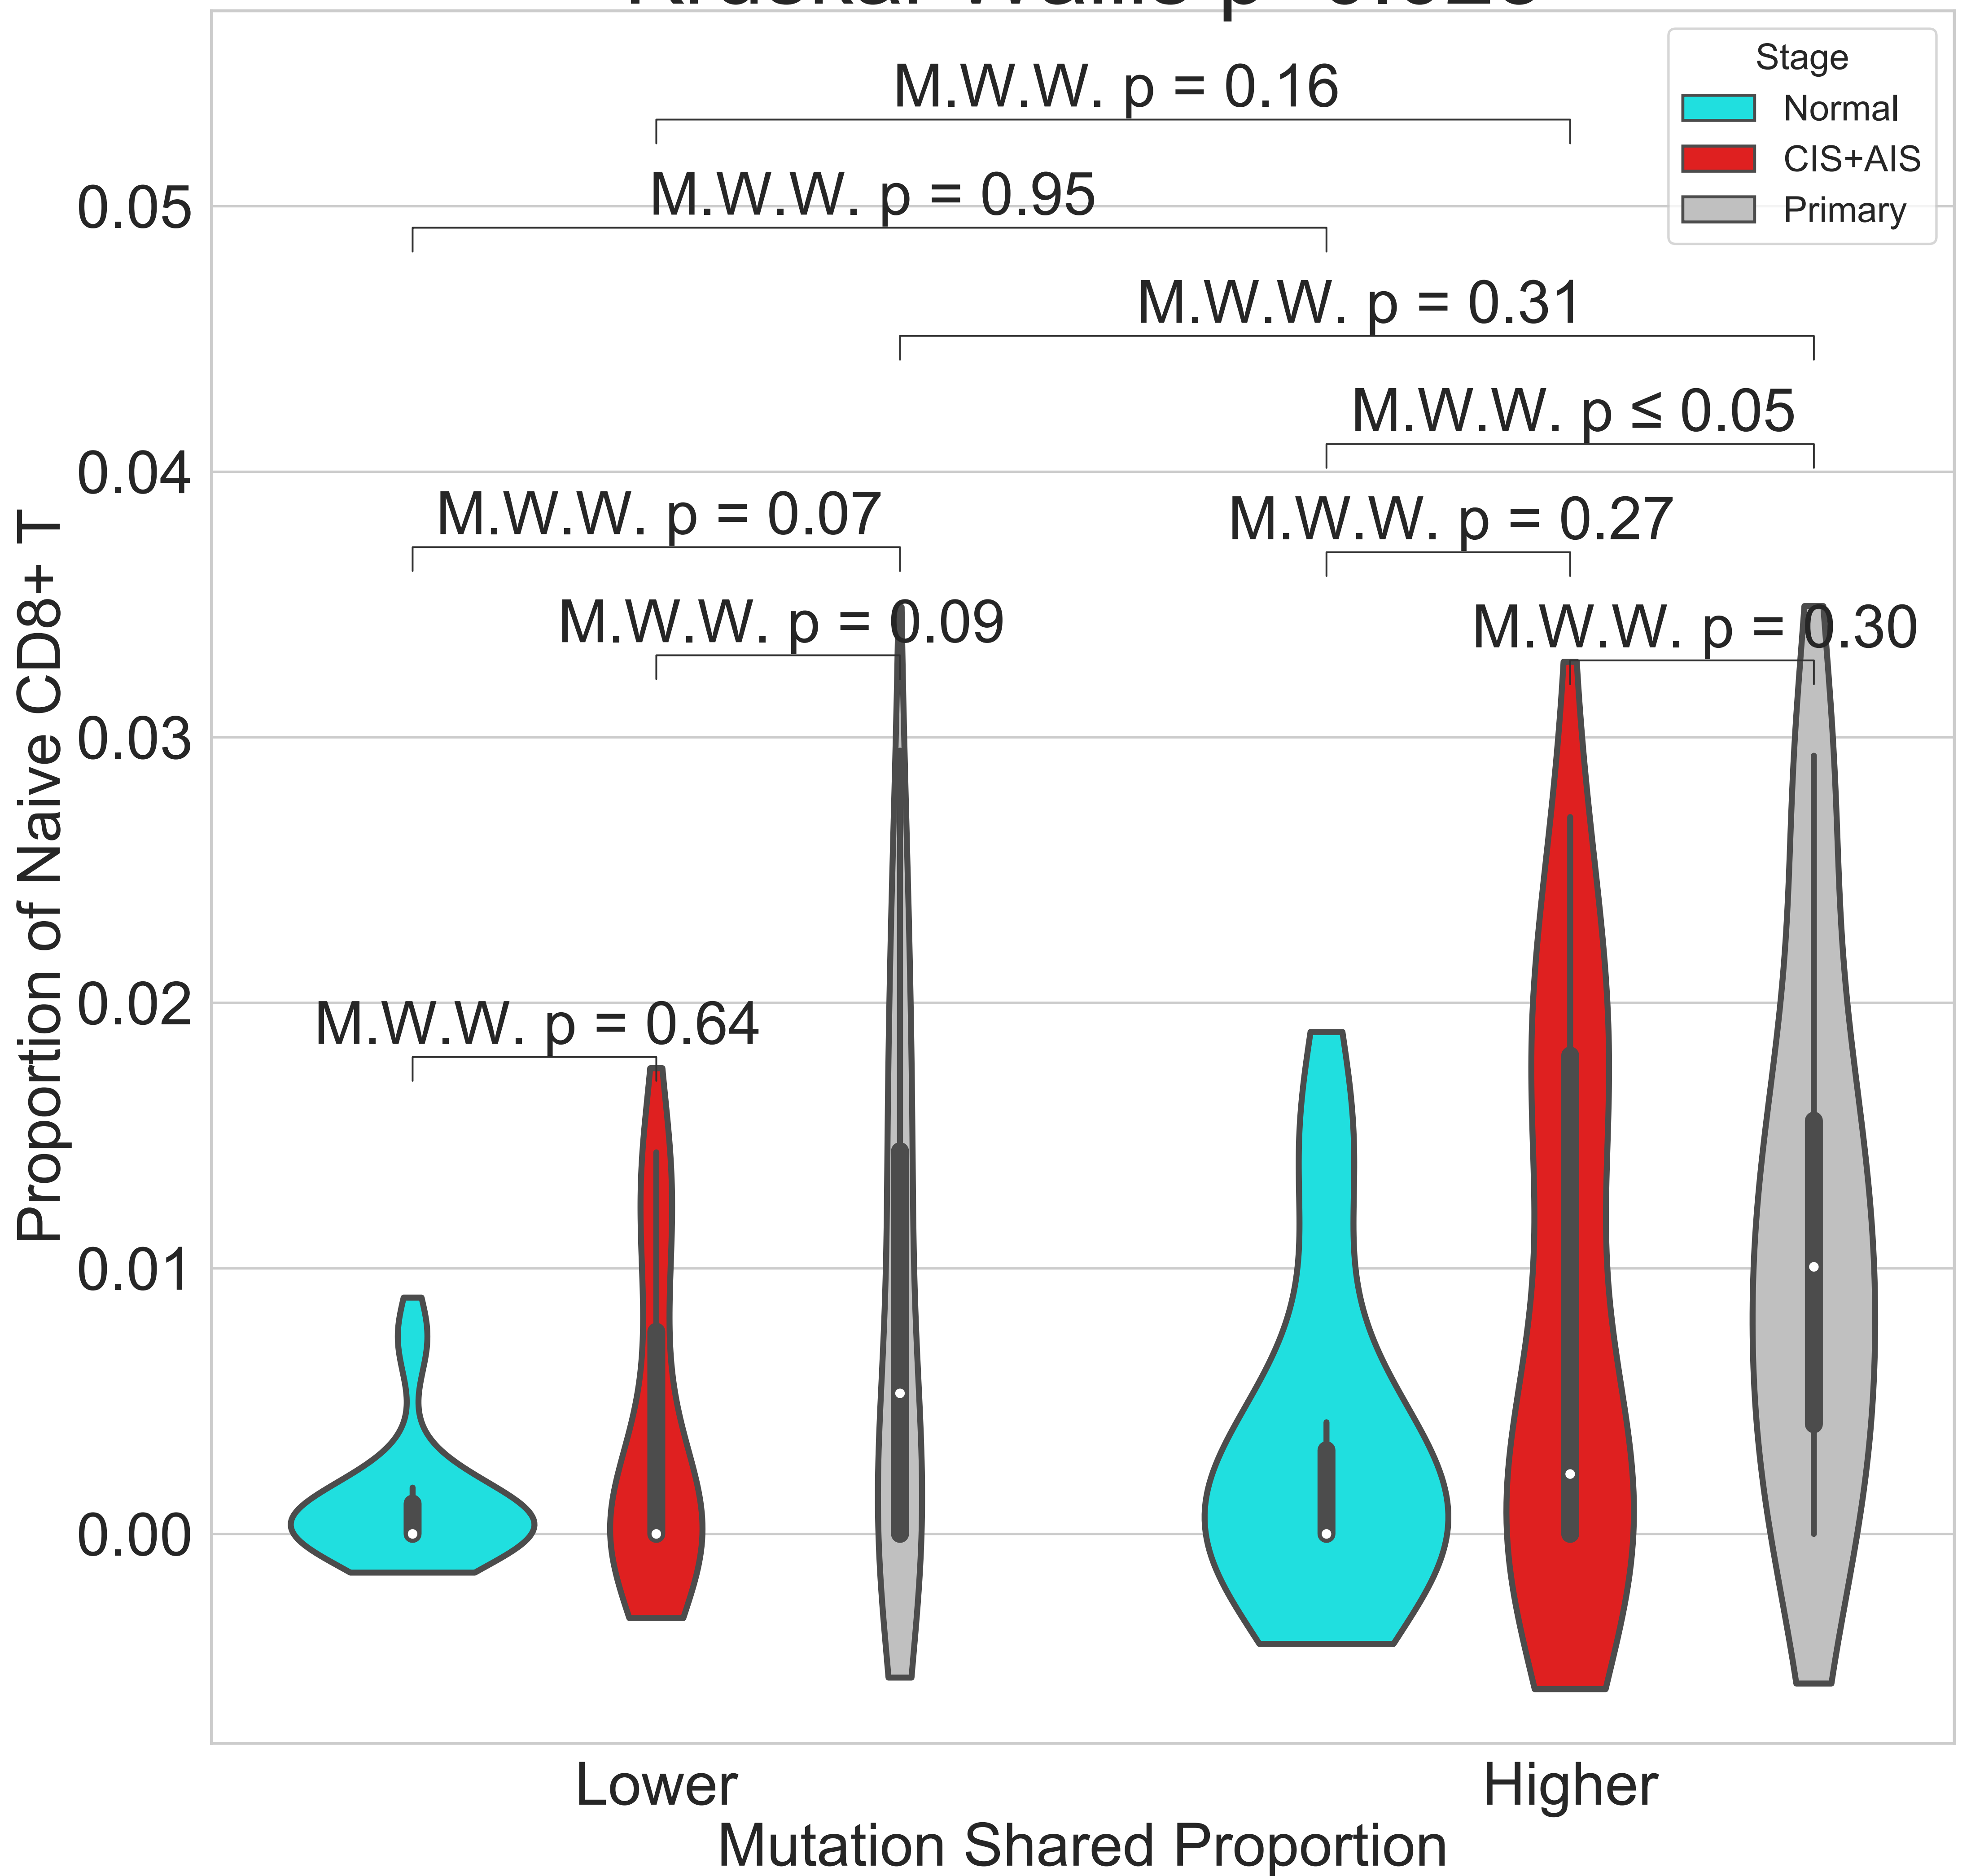 M.W.W. p = 0.16
Stage
Normal
CIS+AIS
Primary
M.W.W. p = 0.95
0.05
M.W.W. p = 0.31
M.W.W. p ≤ 0.05
0.04
M.W.W. p = 0.07
M.W.W. p = 0.27
M.W.W. p = 0.09
M.W.W. p = 0.30
0.03
0.02
M.W.W. p = 0.64
0.01
0.00
Proportion of Naive CD8+ T
Lower
Higher
Mutation Shared Proportion